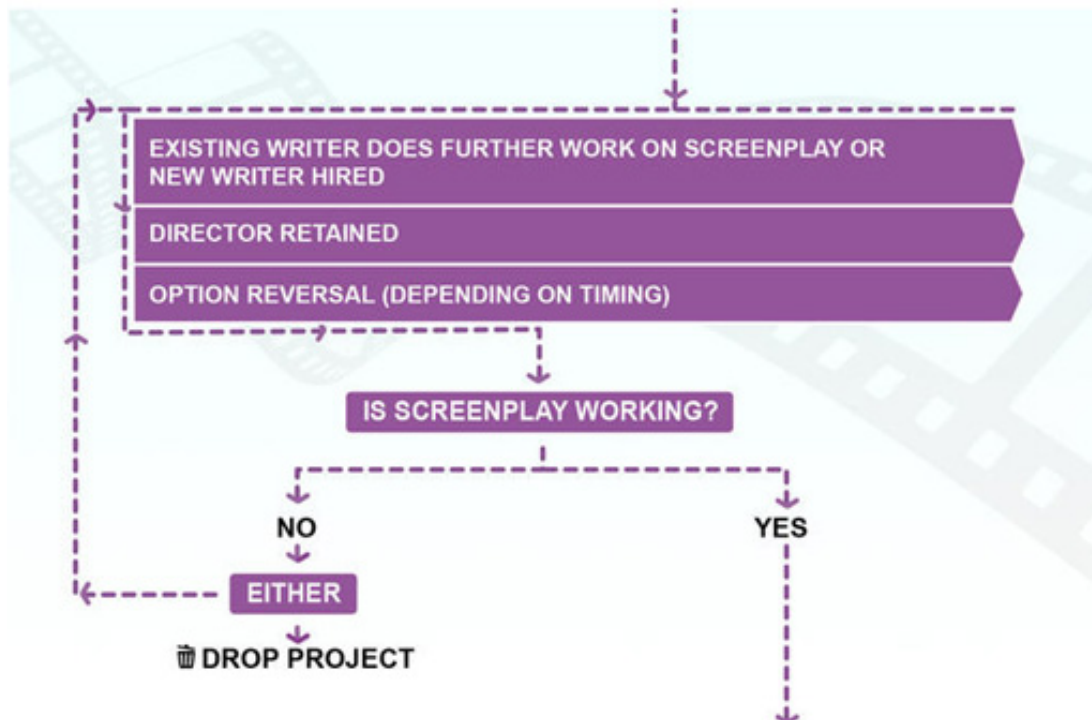 EXISTING WRITER DOES FURTHER WORK ON SCREENPLAY OR
NEW WRITER HIRED
DIRECTOR RETAINED
OPTION REVERSAL (DEPENDING ON TIMING)
IS SCREENPLAY WORKING?
NO
YES
EITHER
DROP PROJECT